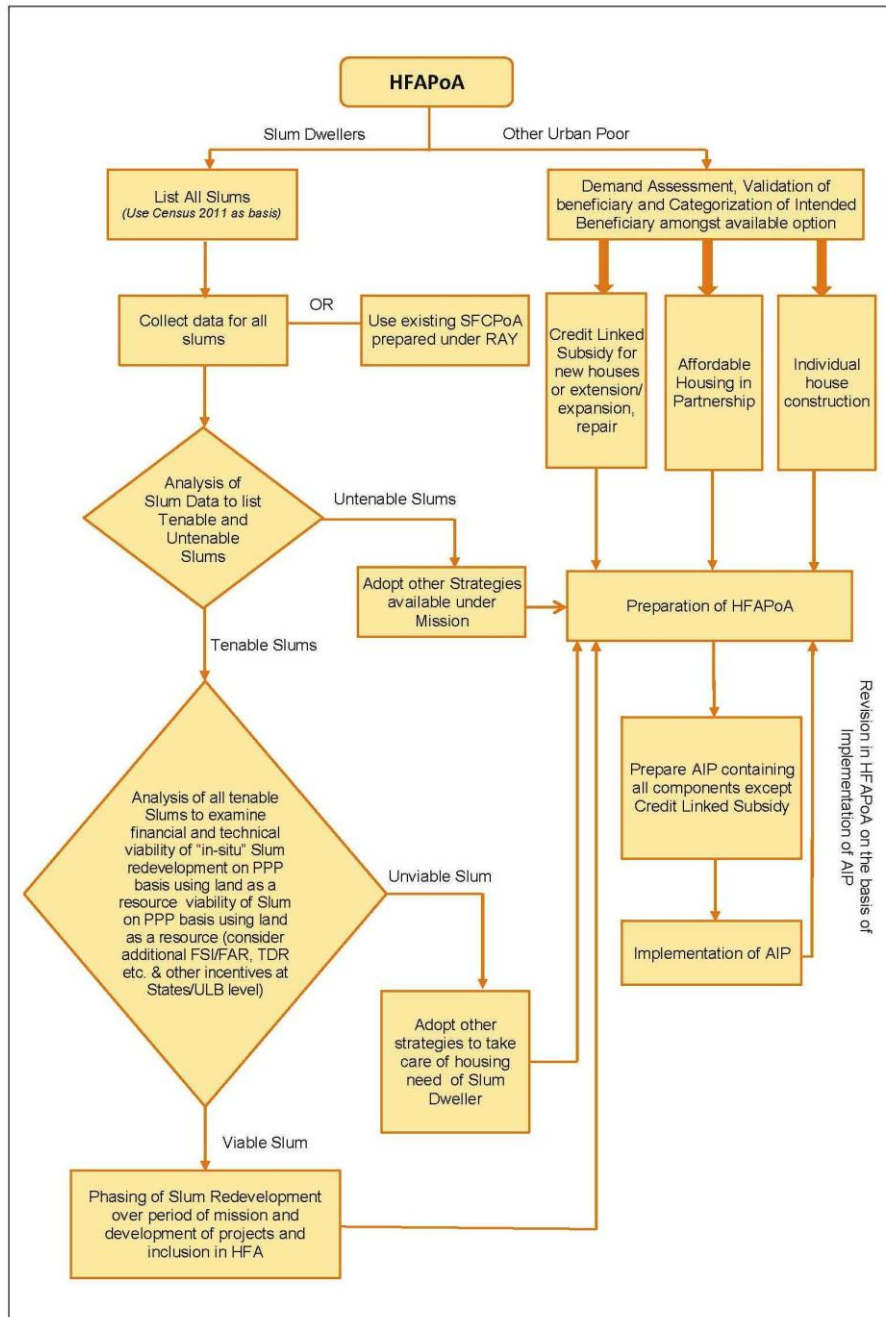 HFAPoA
Slum Dwellers
Other Urban Poor
List All Slums
(Use Census 2011 as basis)
Demand Assessment, Validation of
beneficiary and Categorization of Intended
Beneficiary amongst available option
Collect data for all
slums
OR
Use existing SFCPoA
prepared under RAY
Credit Linked
Subsidy for
new houses
or extension/
expansion,
repair
Affordable
Housing in
Partnership
Individual
house
construction
Analysis of
Slum Data to list
Tenable and
Untenable
Slums
Untenable Slums
Adopt other Strategies
available under
Mission
Preparation of HFAPoA
Tenable Slums
Analysis of all tenable
Slums to examine
financial and technical
viability of "in-situ" Slum
redevelopment on PPP
basis using land as a
resource viability of Slum
on PPP basis using land
as a resource (consider
additional FSI/FAR, TDR
etc. & other incentives at
States/ULB level)
Unviable Slum
Prepare AIP containing
all components except
Credit Linked Subsidy
Revision in HFAPoA on the basis of
Implementation of AIP
Implementation of AIP
Adopt other
strategies to take
care of housing
need of Slum
Dweller
Viable Slum
Phasing of Slum Redevelopment
over period of mission and
development of projects and
inclusion in HFA